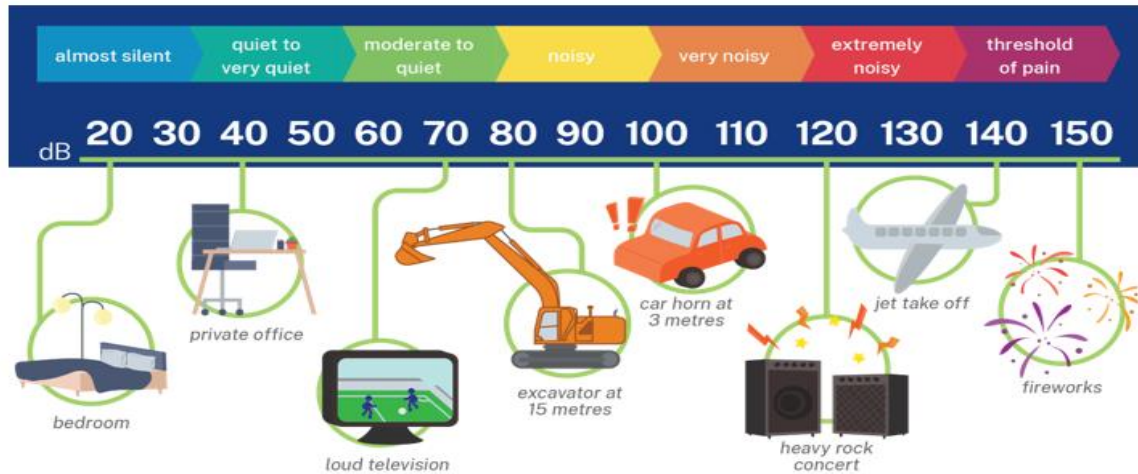 almost silent
quiet to
very quiet
moderate to
quiet
noisy
very noisy
extremely
noisy
threshold
of pain
dB 20 30 40 50 60 70 80 90 100 110 120 130 140 150
bedroom
private office
loud television
excavator at
15 metres
car horn at
3 metres
heavy rock
concert
jet take off
fireworks